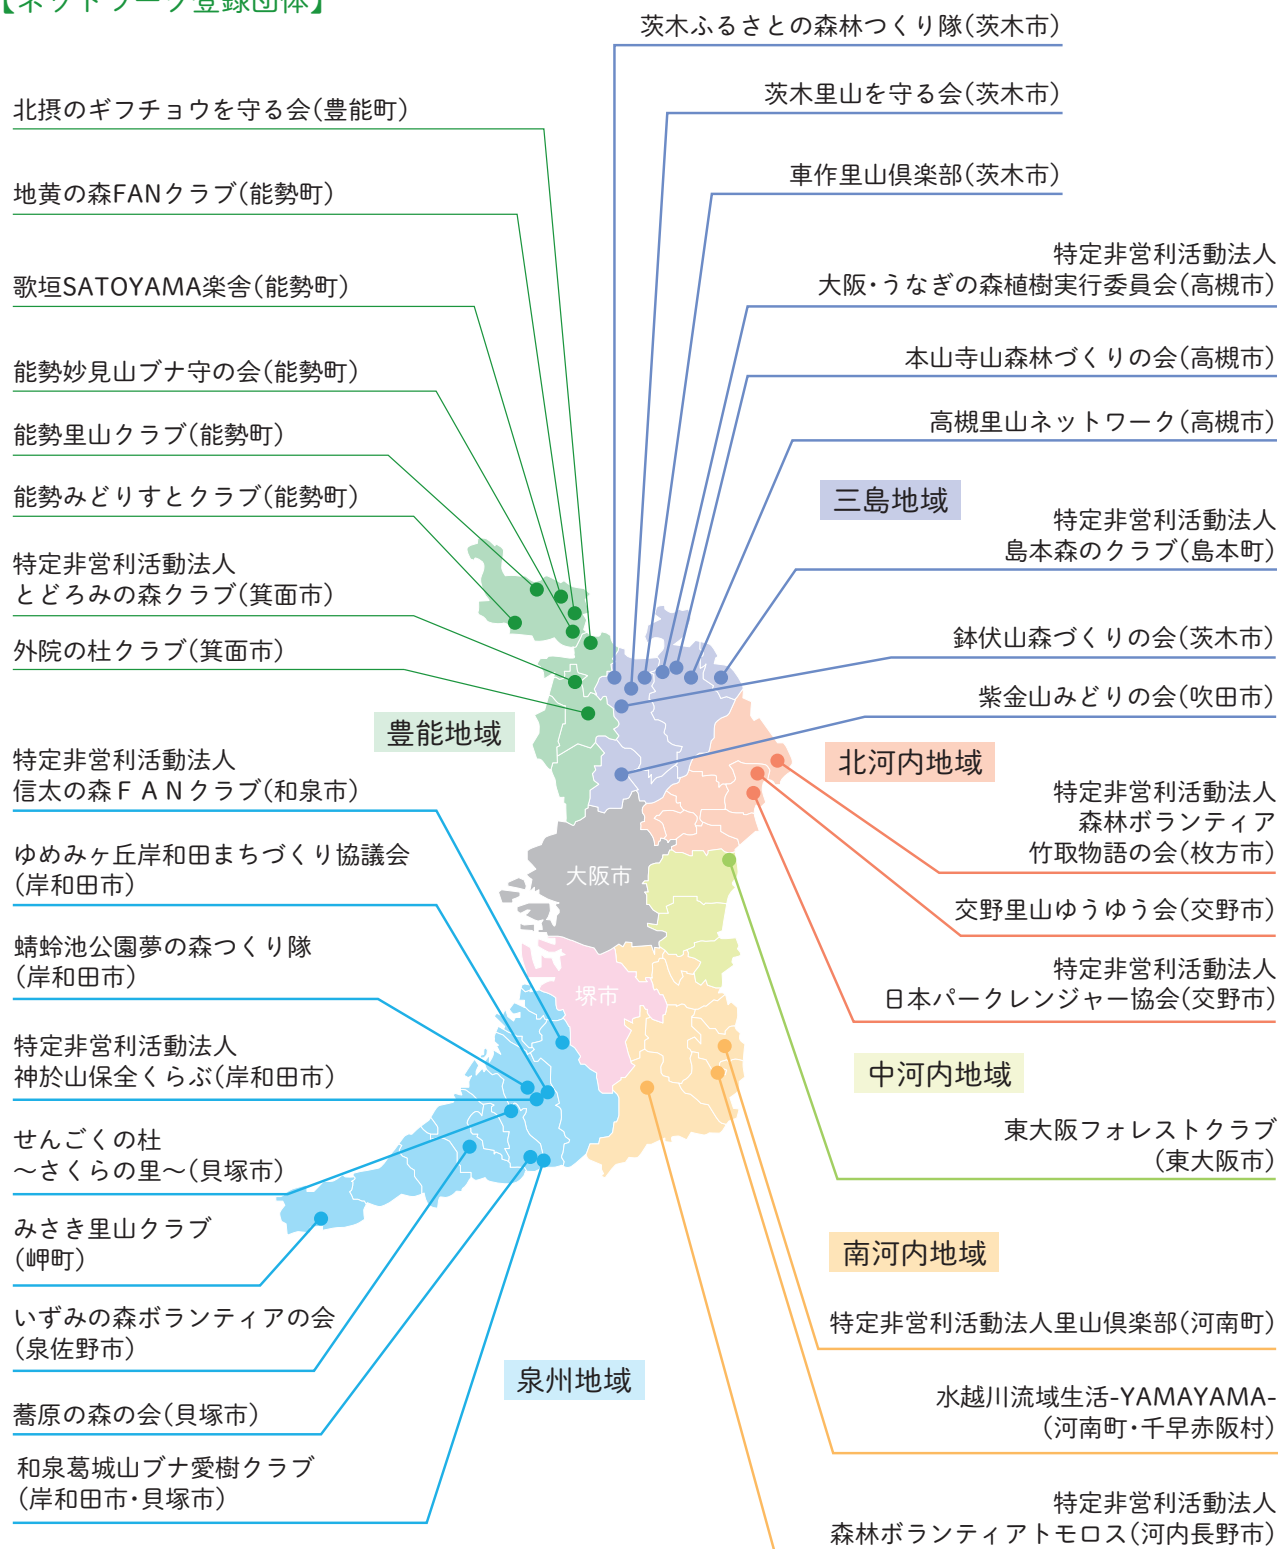 【ネットワーク登録団体】
北摂のギフチョウを守る会(豊能町)
地黄の森FANクラブ(能勢町)
歌垣SATOYAMA楽舎(能勢町)
能勢妙見山ブナ守の会(能勢町)
能勢里山クラブ(能勢町)
能勢みどりすとクラブ(能勢町)
特定非営利活動法人
とどろみの森クラブ(箕面市)
外院の杜クラブ(箕面市)
豊能地域
茨木ふるさとの森林つくり隊(茨木市)
茨木里山を守る会(茨木市)
車作里山倶楽部(茨木市)
特定非営利活動法人
大阪・うなぎの森植樹実行委員会(高槻市)
本山寺山森林づくりの会(高槻市)
高槻里山ネットワーク(高槻市)
三島地域
特定非営利活動法人
島本森のクラブ(島本町)
鉢伏山森づくりの会(茨木市)
紫金山みどりの会(吹田市)
北河内地域
特定非営利活動法人
森林ボランティア
竹取物語の会(枚方市)
交野里山ゆうゆう会(交野市)
特定非営利活動法人
日本パークレンジャー協会(交野市)
中河内地域
東大阪フォレストクラブ
(東大阪市)
南河内地域
特定非営利活動法人里山倶楽部(河南町)
水越川流域生活-YAMAYAMA-
(河南町・千早赤阪村)
特定非営利活動法人
森林ボランティアトモロス(河内長野市)
大阪市
堺市
特定非営利活動法人
信太の森ＦＡＮクラブ(和泉市)
ゆめみヶ丘岸和田まちづくり協議会
(岸和田市)
蜻蛉池公園夢の森つくり隊
(岸和田市)
特定非営利活動法人
神於山保全くらぶ(岸和田市)
せんごくの杜
〜さくらの里〜(貝塚市)
みさき里山クラブ
(岬町)
いずみの森ボランティアの会
(泉佐野市)
蕎原の森の会(貝塚市)
和泉葛城山ブナ愛樹クラブ
(岸和田市・貝塚市)
泉州地域